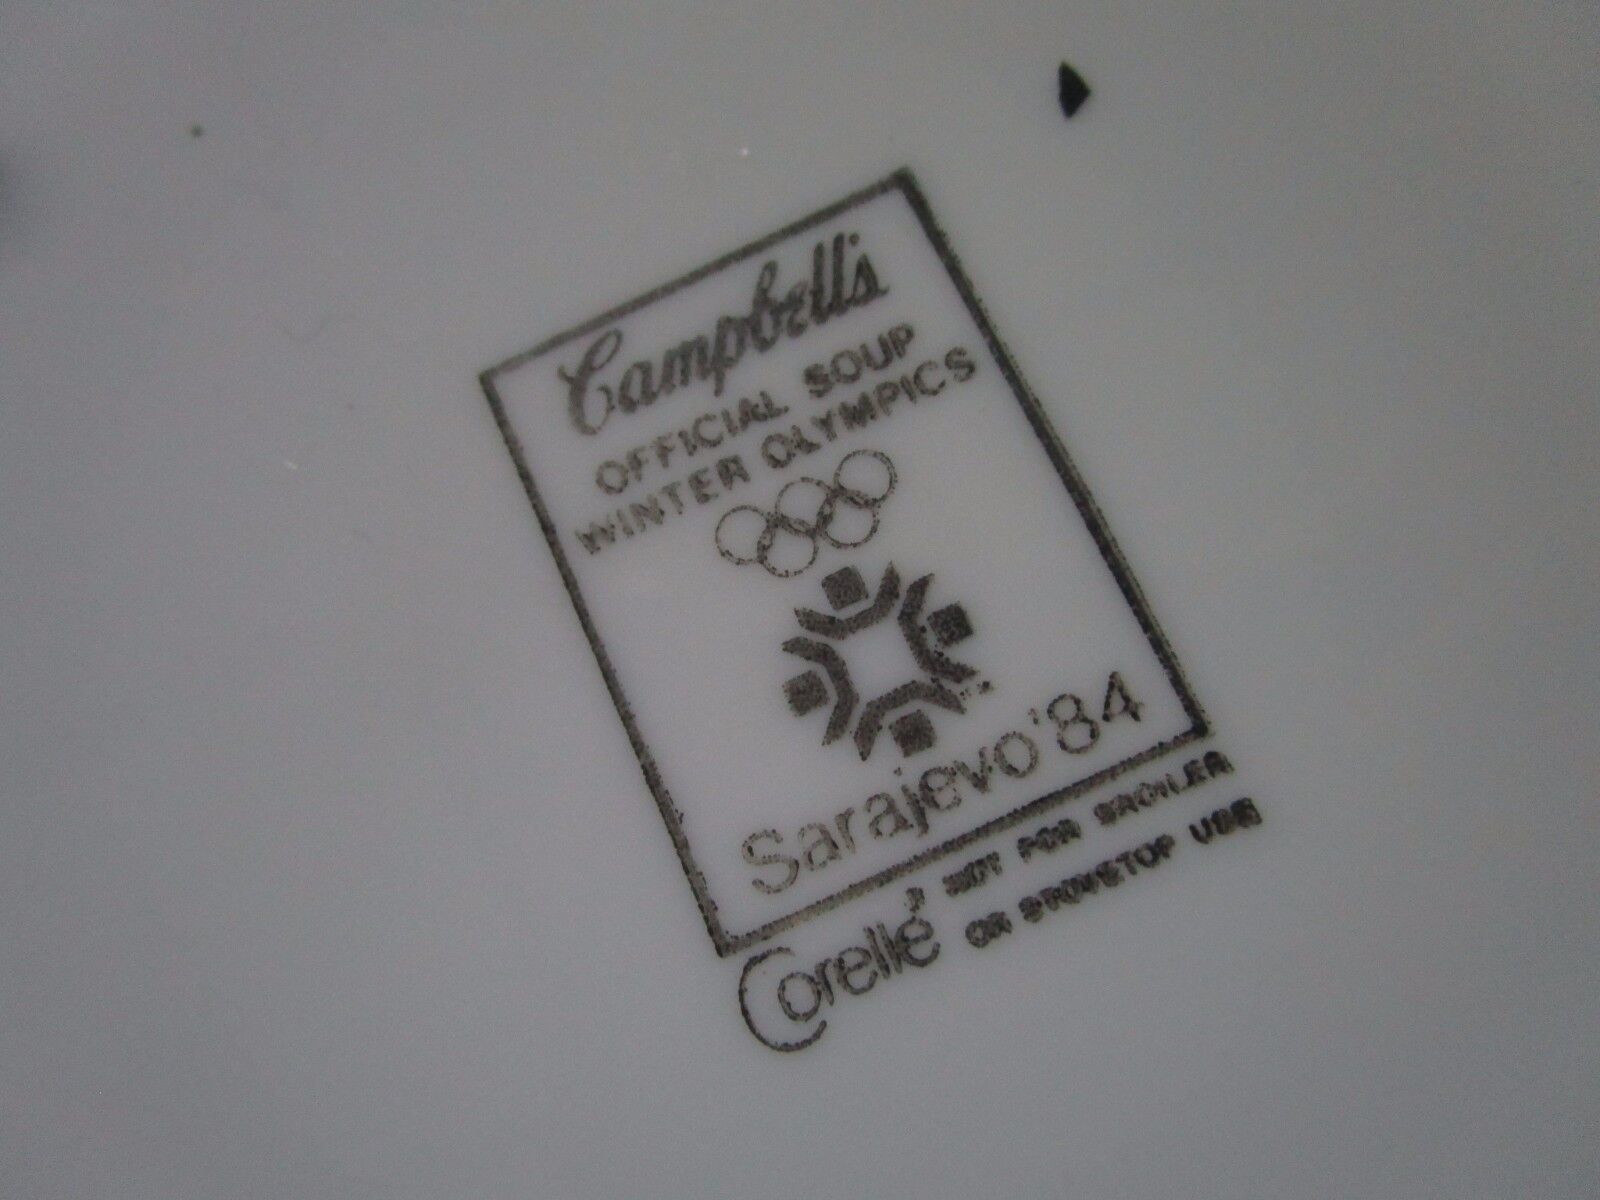 Campbell's
OFFICIAL SOUP
WINTER OLYMPICS
Sarajevo '84
Corelle® NOT FOR BROILER
OR STOVETOP USE